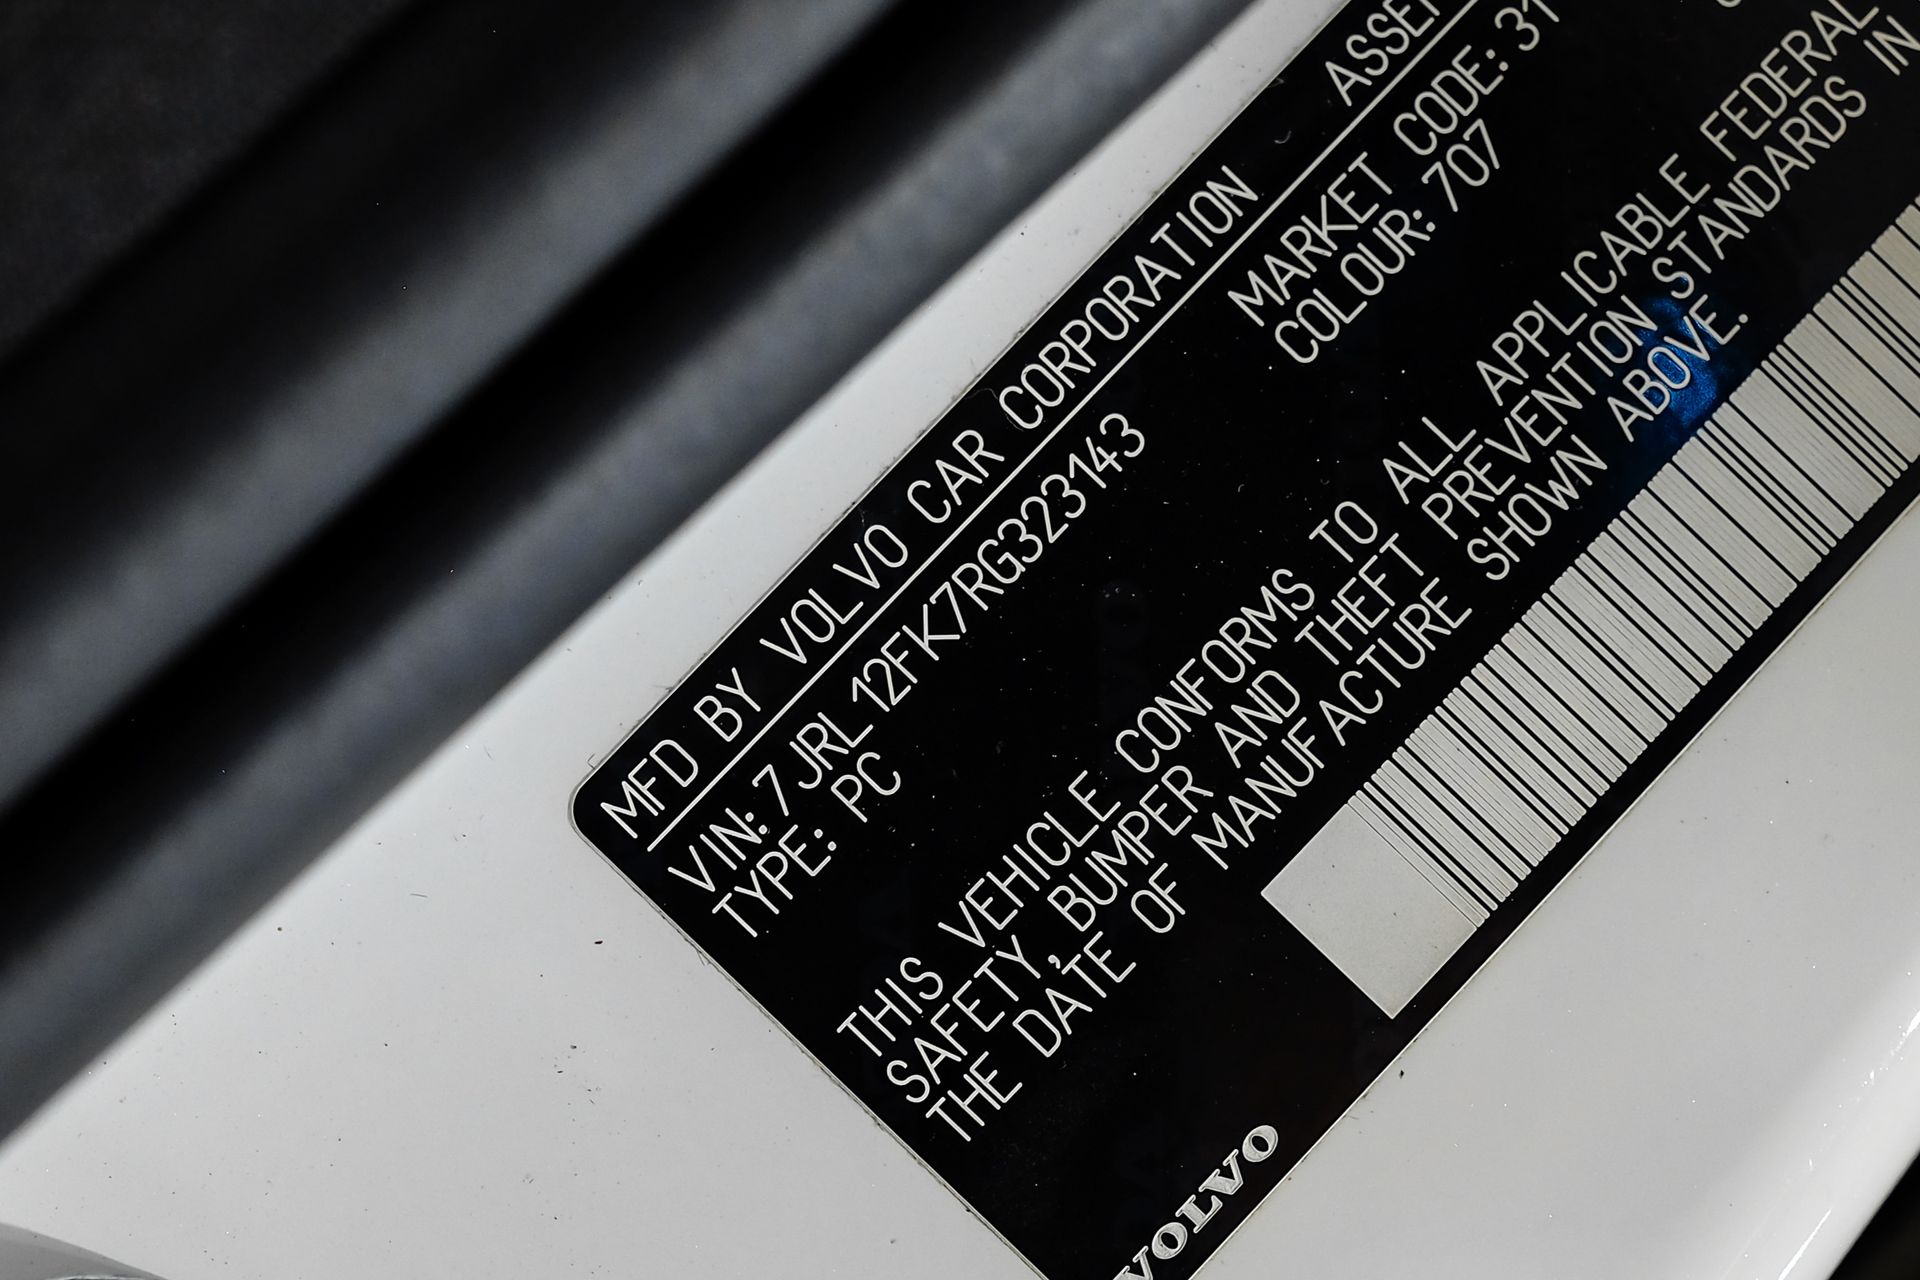 MFD BY VOLVO CAR CORPORATION
VIN: 7JRL12FK7RG323143
MARKET CODE: 31
TYPE: PC
COLOUR: 707
THIS VEHICLE CONFORMS TO ALL APPLICABLE FEDERAL
SAFETY, BUMPER AND THEFT PREVENTION STANDARDS IN
THE DATE OF MANUFACTURE SHOWN ABOVE.
VOLVO